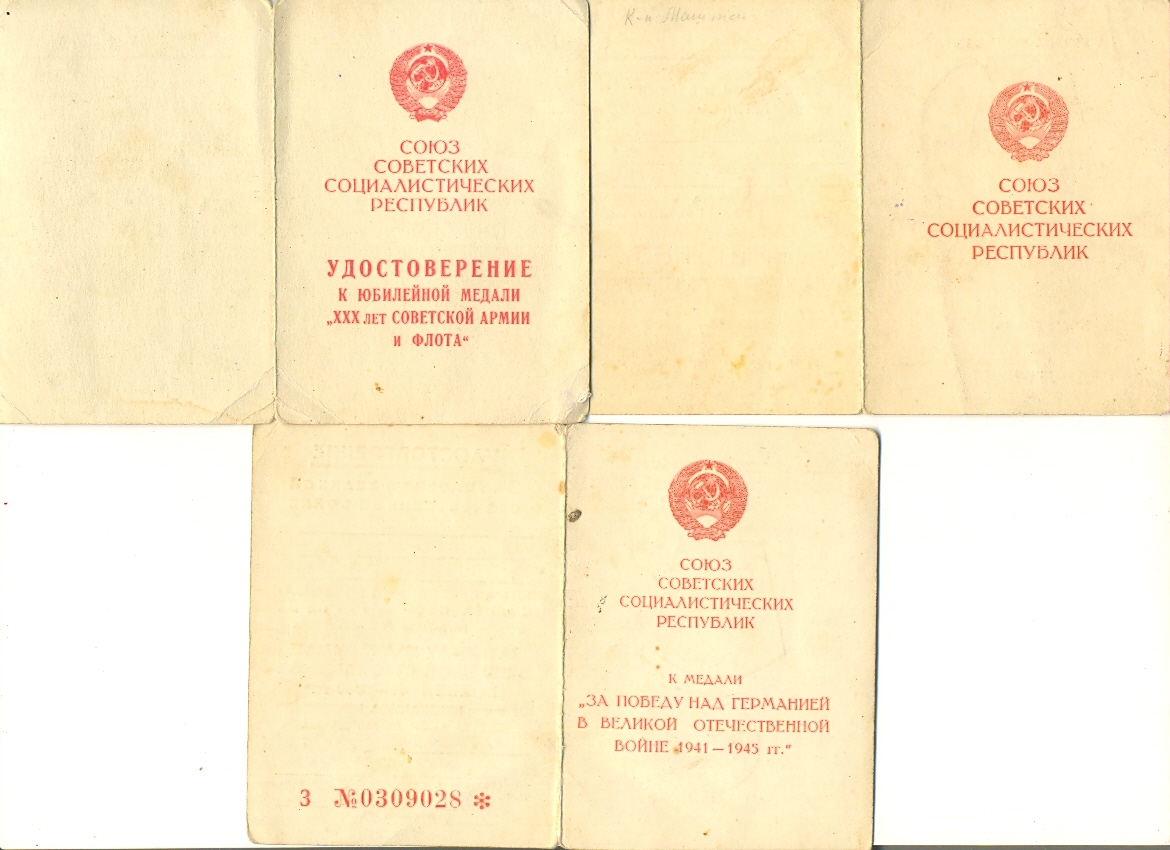 СОЮЗ
СОВЕТСКИХ
СОЦИАЛИСТИЧЕСКИХ
РЕСПУБЛИК
УДОСТОВЕРЕНИЕ
К ЮБИЛЕЙНОЙ МЕДАЛИ
„XXX ЛЕТ СОВЕТСКОЙ АРМИИ
И ФЛОТА“
К-н
СОЮЗ
СОВЕТСКИХ
СОЦИАЛИСТИЧЕСКИХ
РЕСПУБЛИК
З №0309028 *
СОЮЗ
СОВЕТСКИХ
СОЦИАЛИСТИЧЕСКИХ
РЕСПУБЛИК
К МЕДАЛИ
„ЗА ПОБЕДУ НАД ГЕРМАНИЕЙ
В ВЕЛИКОЙ ОТЕЧЕСТВЕННОЙ
ВОЙНЕ 1941 — 1945 гг.“